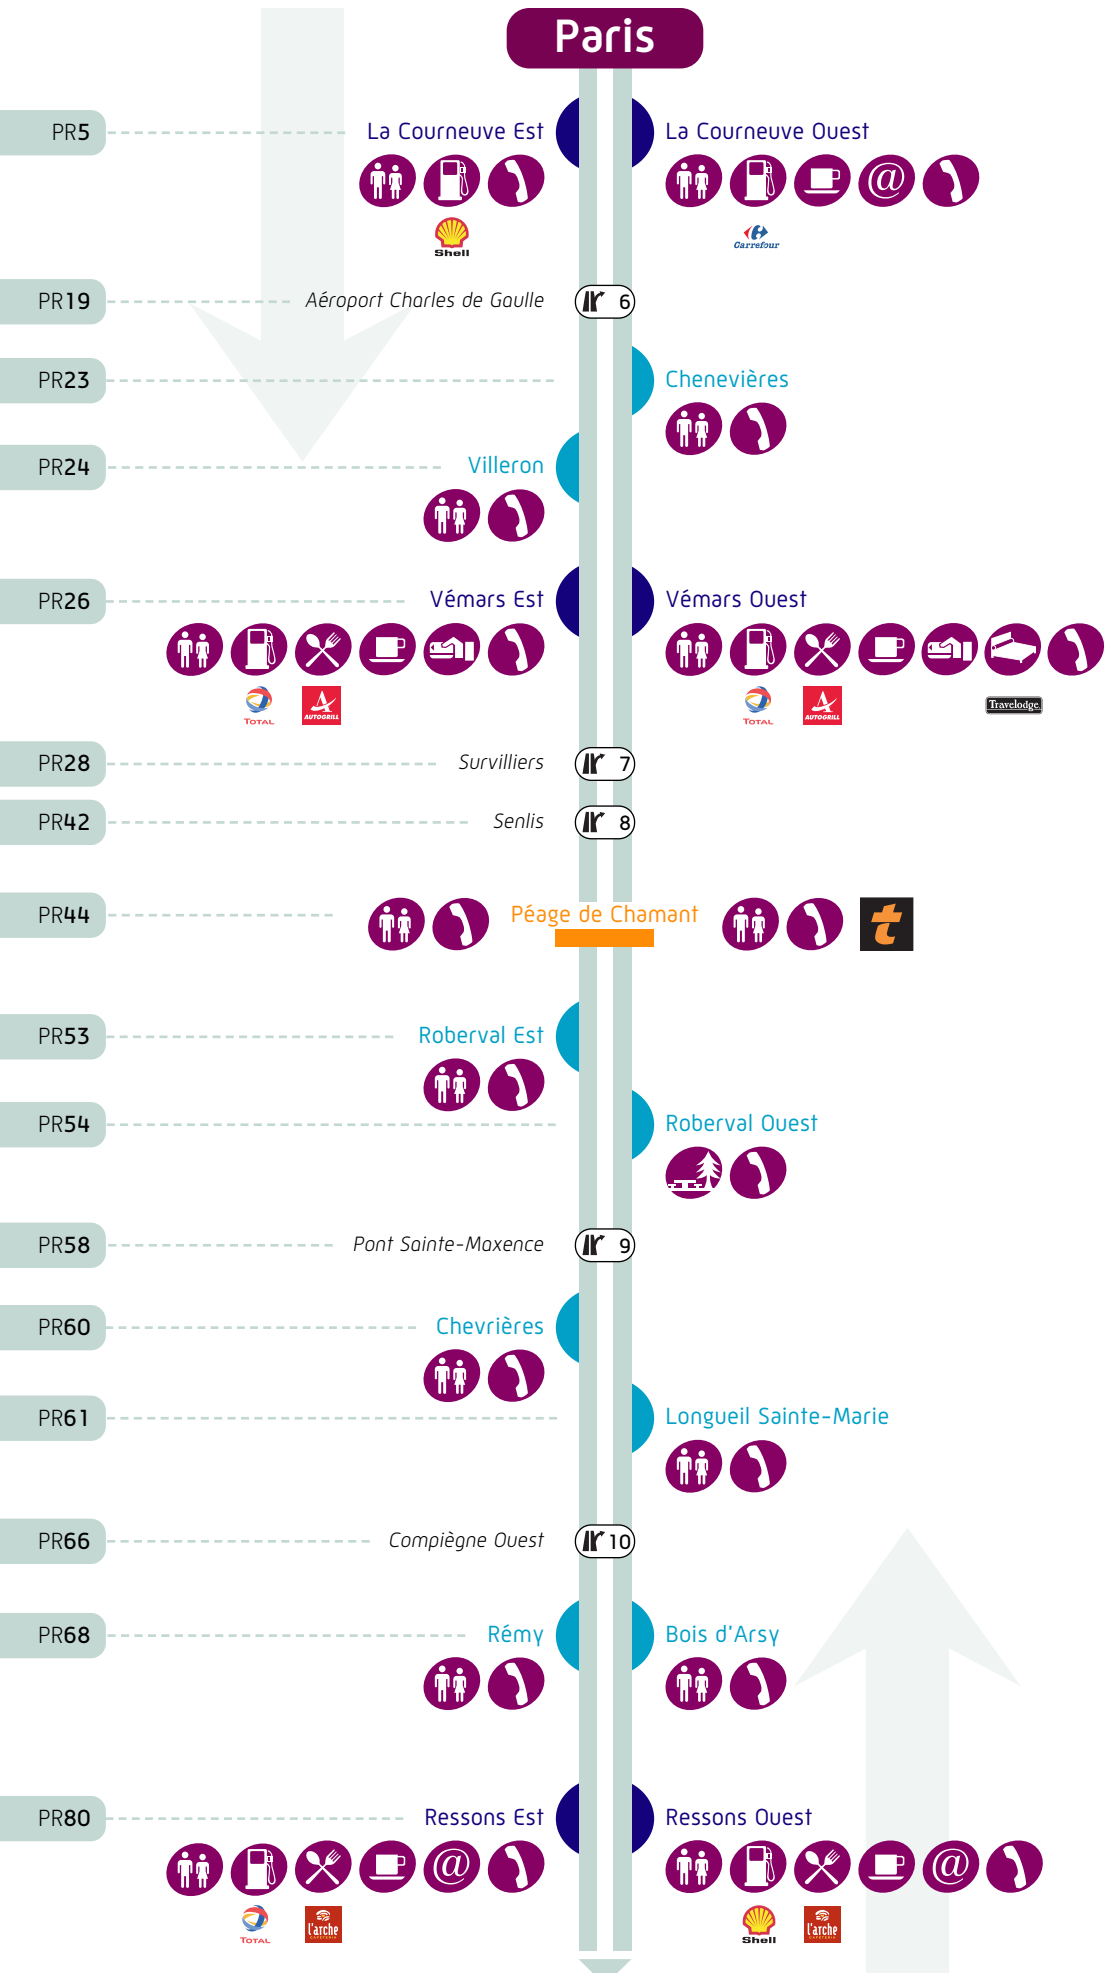 Paris
PR5
La Courneuve Est
La Courneuve Ouest
@
Shell
Carrefour
PR19
Aéroport Charles de Gaulle
6
PR23
Chenevières
PR24
Villeron
PR26
Vémars Est
Vémars Ouest
TOTAL
AUTOGRILL
TOTAL
AUTOGRILL
Travelodge
PR28
Survilliers
7
PR42
Senlis
8
PR44
Péage de Chamant
t
PR53
Roberval Est
PR54
Roberval Ouest
PR58
Pont Sainte-Maxence
9
PR60
Chevrières
PR61
Longueil Sainte-Marie
PR66
Compiègne Ouest
10
PR68
Rémy
Bois d'Arsy
PR80
Ressons Est
Ressons Ouest
@
@
TOTAL
l'arche
CAFETERIA
Shell
l'arche
CAFETERIA